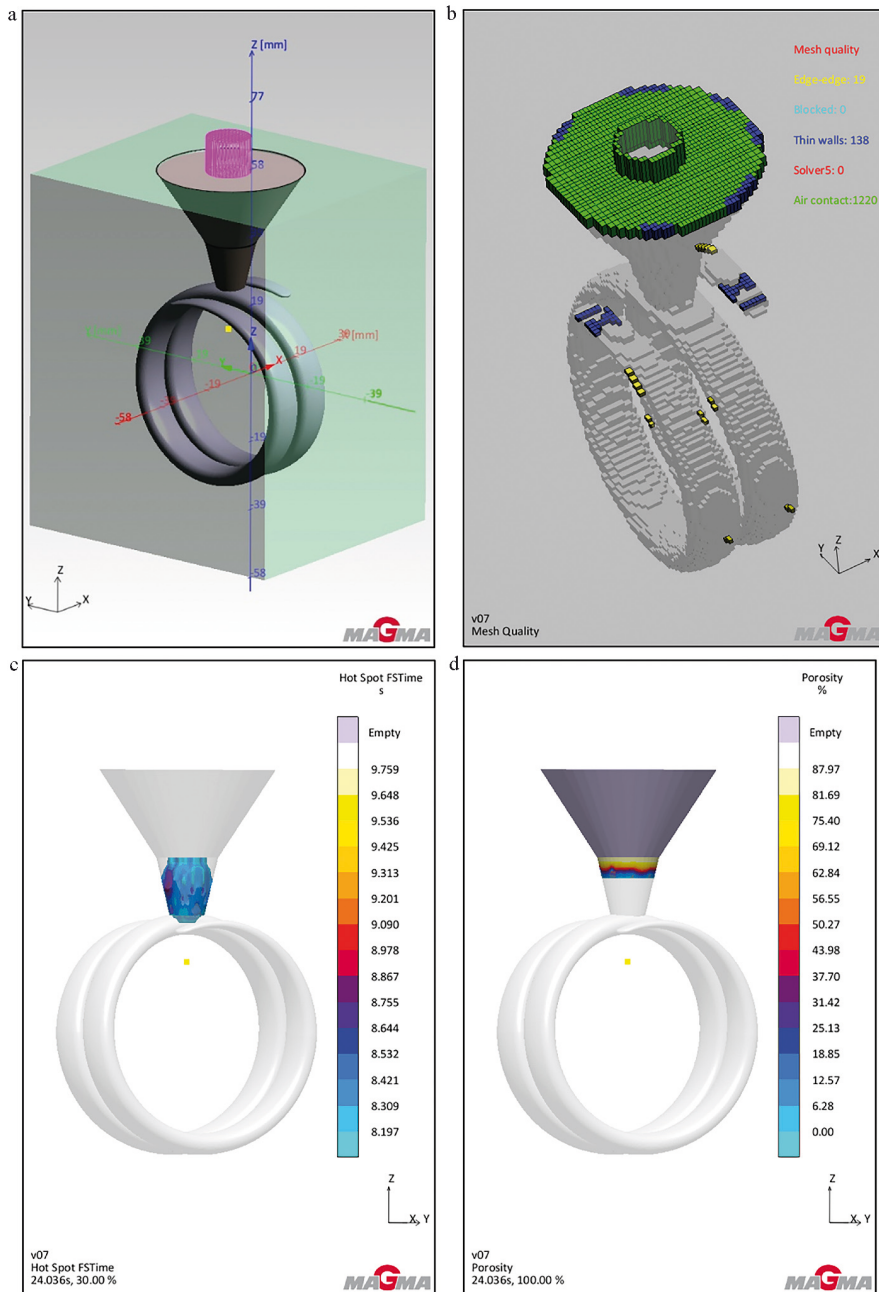 a
Z [mm]
77
58
19
Z
39
19
X
19
39
X [mm]
-19
-19
-39
-58
-19
-39
-58
Z
Y
X
MAGMA
b
Mesh quality
Edge-edge: 19
Blocked: 0
Thin walls: 138
Solver5: 0
Air contact:1220
Z
Y
X
v07
Mesh Quality
MAGMA
c
Hot Spot FSTime
s
Empty
9.759
9.648
9.536
9.425
9.313
9.201
9.090
8.978
8.867
8.755
8.644
8.532
8.421
8.309
8.197
Z
X Y
v07
Hot Spot FSTime
24.036s, 30.00 %
MAGMA
d
Porosity
%
Empty
87.97
81.69
75.40
69.12
62.84
56.55
50.27
43.98
37.70
31.42
25.13
18.85
12.57
6.28
0.00
Z
X Y
v07
Porosity
24.036s, 100.00 %
MAGMA